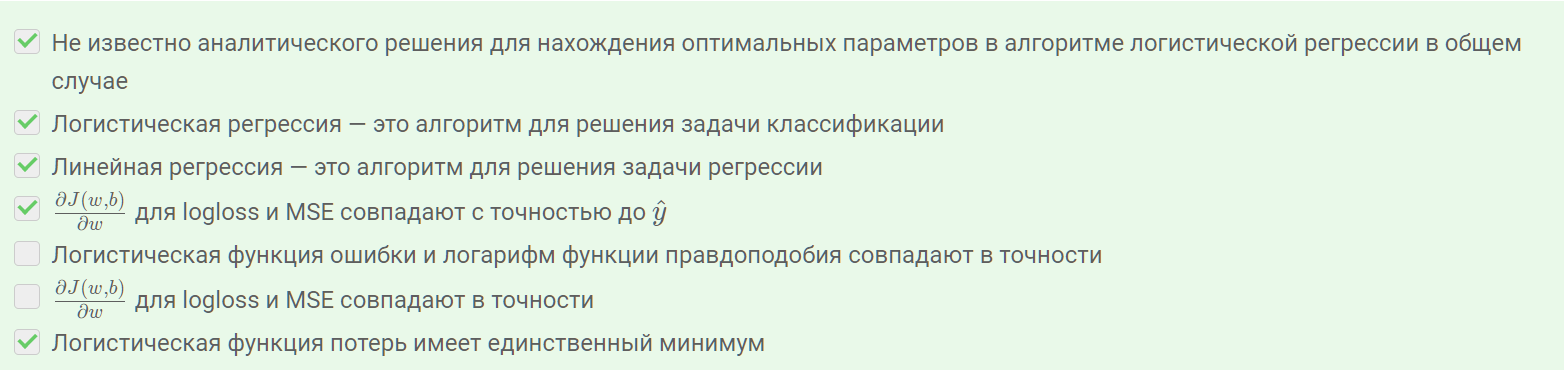 Не известно аналитического решения для нахождения оптимальных параметров в алгоритме логистической регрессии в общем
случае
Логистическая регрессия — это алгоритм для решения задачи классификации
Линейная регрессия — это алгоритм для решения задачи регрессии
∂J(w,b)/∂w для logloss и MSE совпадают с точностью до ŷ
Логистическая функция ошибки и логарифм функции правдоподобия совпадают в точности
∂J(w,b)/∂w для logloss и MSE совпадают в точности
Логистическая функция потерь имеет единственный минимум